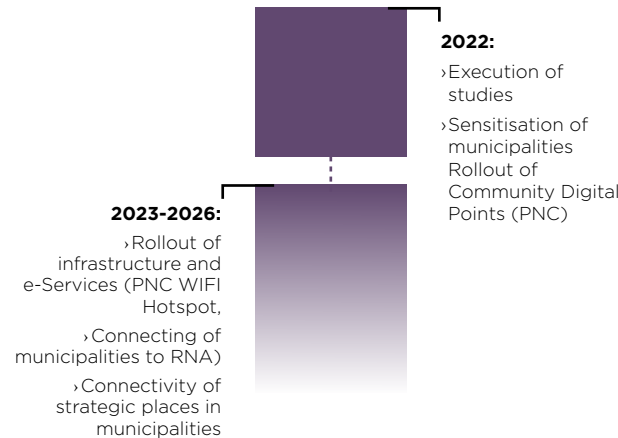 2022:
›Execution of
studies
›Sensitisation of
municipalities
Rollout of
Community Digital
Points (PNC)
2023-2026:
›Rollout of
infrastructure and
e-Services (PNC WIFI
Hotspot,
›Connecting of
municipalities to RNA)
›Connectivity of
strategic places in
municipalities